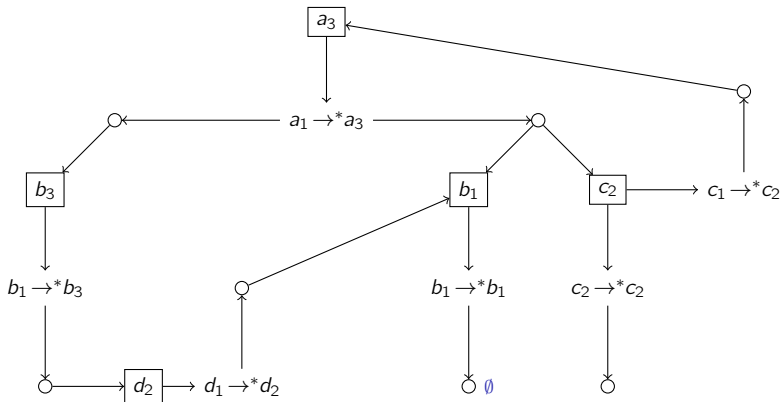 a₃
a₁ →* a₃
b₃ b₁ c₂ c₁ →* c₂
b₁ →* b₃ b₁ →* b₁ c₂ →* c₂
d₂ d₁ →* d₂ ∅